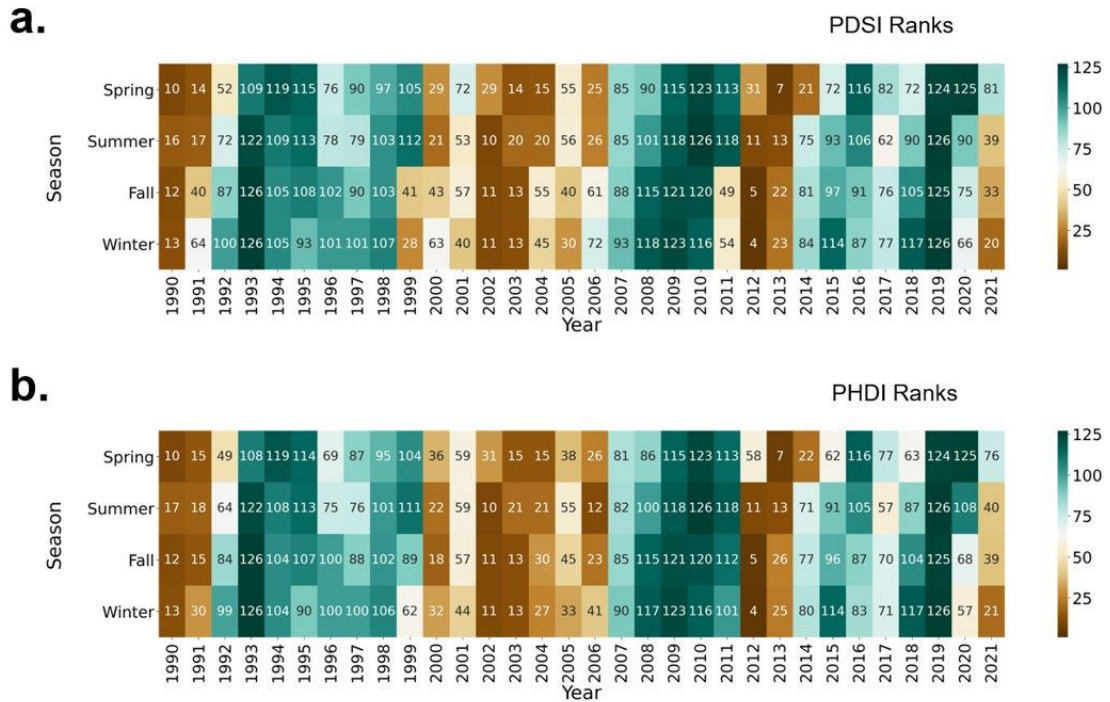 a.
PDSI Ranks
Spring 10 14 52 109 119 115 76 90 97 105 29 72 29 14 15 55 25 85 90 115 123 113 31 7 21 72 116 82 72 124 125 81
Summer 16 17 72 122 109 113 78 79 103 112 21 53 10 20 20 56 26 85 101 118 126 118 11 13 75 93 106 62 90 126 90 39
Fall 12 40 87 126 105 108 102 90 103 41 43 57 11 13 55 40 61 88 115 121 120 49 5 22 81 97 91 76 105 125 75 33
Winter 13 64 100 126 105 93 101 101 107 28 63 40 11 13 45 30 72 93 118 123 116 54 4 23 84 114 87 77 117 126 66 20
Season
1990 1991 1992 1993 1994 1995 1996 1997 1998 1999 2000 2001 2002 2003 2004 2005 2006 2007 2008 2009 2010 2011 2012 2013 2014 2015 2016 2017 2018 2019 2020 2021
Year
125
100
75
50
25
b.
PHDI Ranks
Spring 10 15 49 108 119 114 69 87 95 104 36 59 31 15 15 38 26 81 86 115 123 113 58 7 22 62 116 77 63 124 125 76
Summer 17 18 64 122 108 113 75 76 101 111 22 59 10 21 21 55 12 82 100 118 126 118 11 13 71 91 105 57 87 126 108 40
Fall 12 15 84 126 104 107 100 88 102 89 18 57 11 13 30 45 23 85 115 121 120 112 5 26 77 96 87 70 104 125 68 39
Winter 13 30 99 126 104 90 100 100 106 62 32 44 11 13 27 33 41 90 117 123 116 101 4 25 80 114 83 71 117 126 57 21
Season
1990 1991 1992 1993 1994 1995 1996 1997 1998 1999 2000 2001 2002 2003 2004 2005 2006 2007 2008 2009 2010 2011 2012 2013 2014 2015 2016 2017 2018 2019 2020 2021
Year
125
100
75
50
25